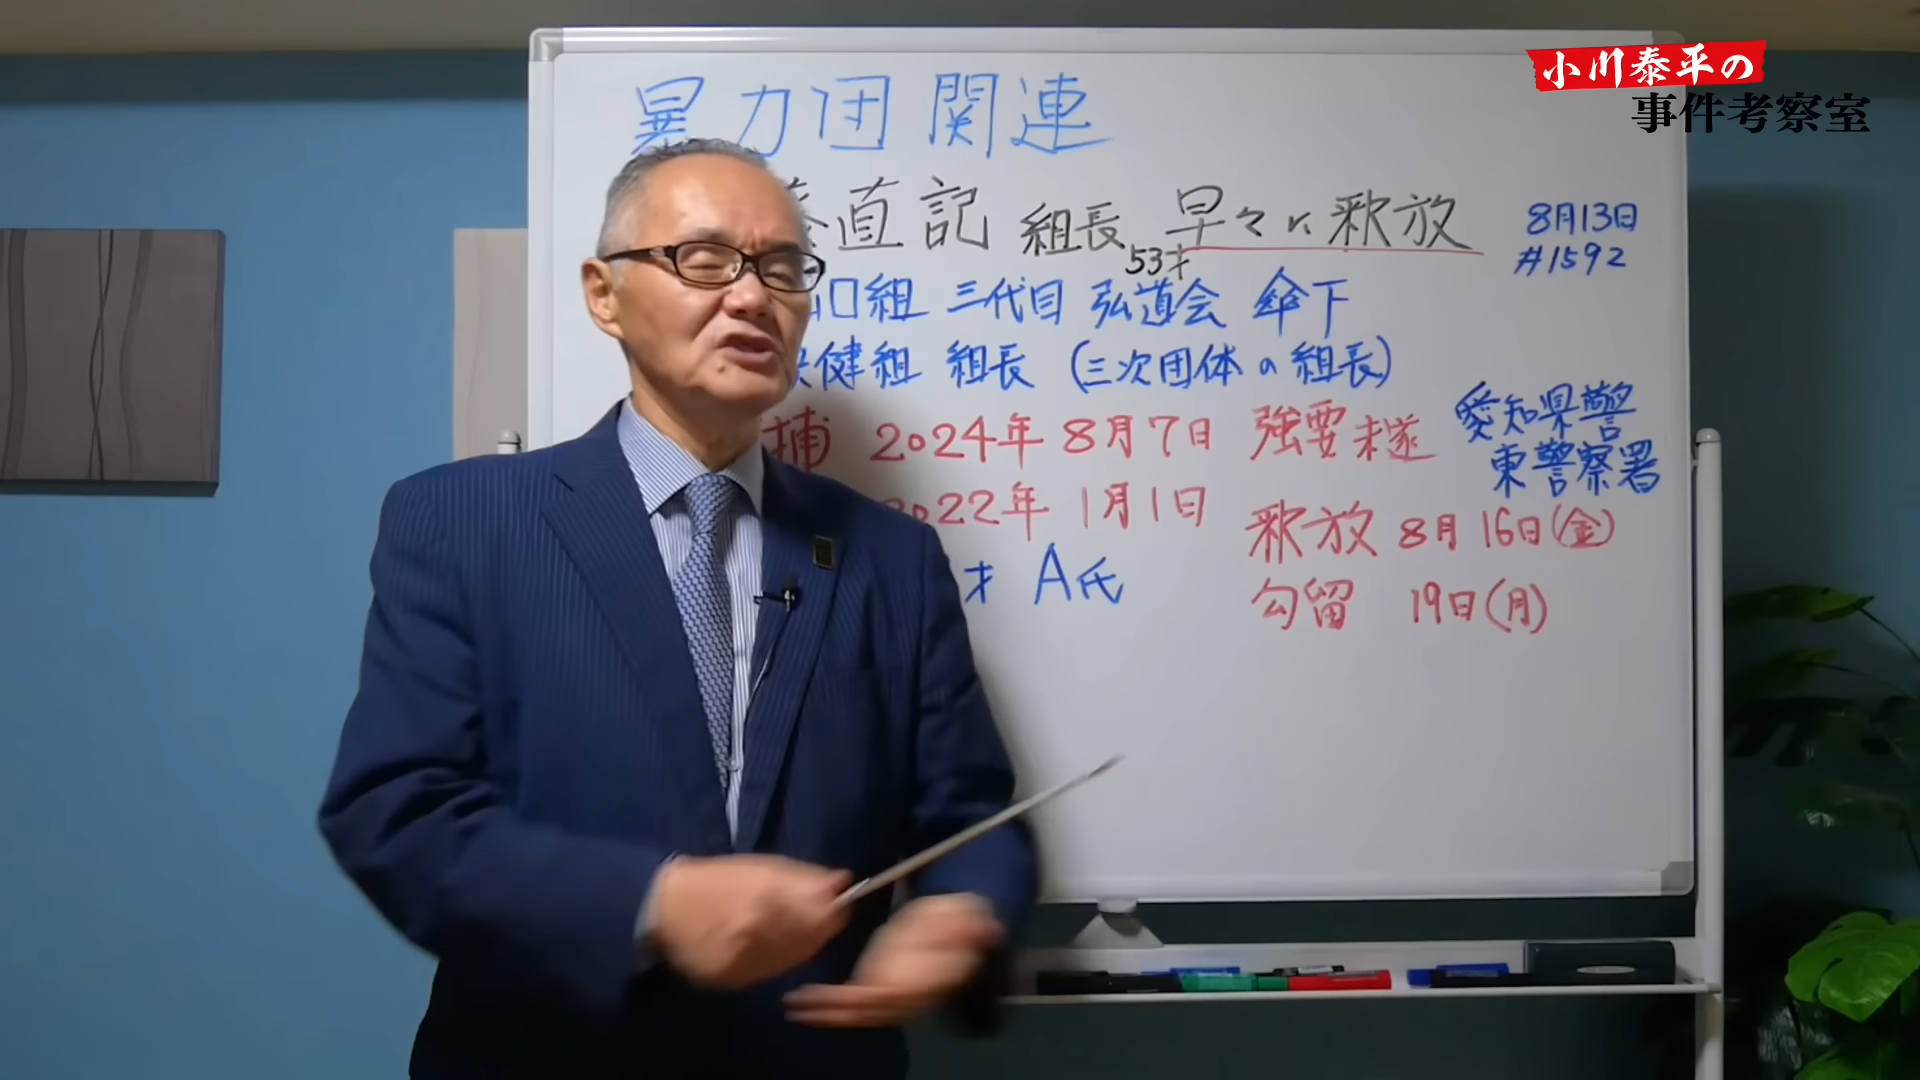 小川泰平の
事件考察室
暴力団関連
直記 組長 早々に釈放
53才
8月13日
#1592
山口組 三代目 弘道会 傘下
健組 組長 (三次団体の組長)
捕 2024年 8月7日 強要未遂
愛知県警
東警察署
2022年 1月1日
釈放 8月16日(金)
才 A氏
勾留 19日(月)